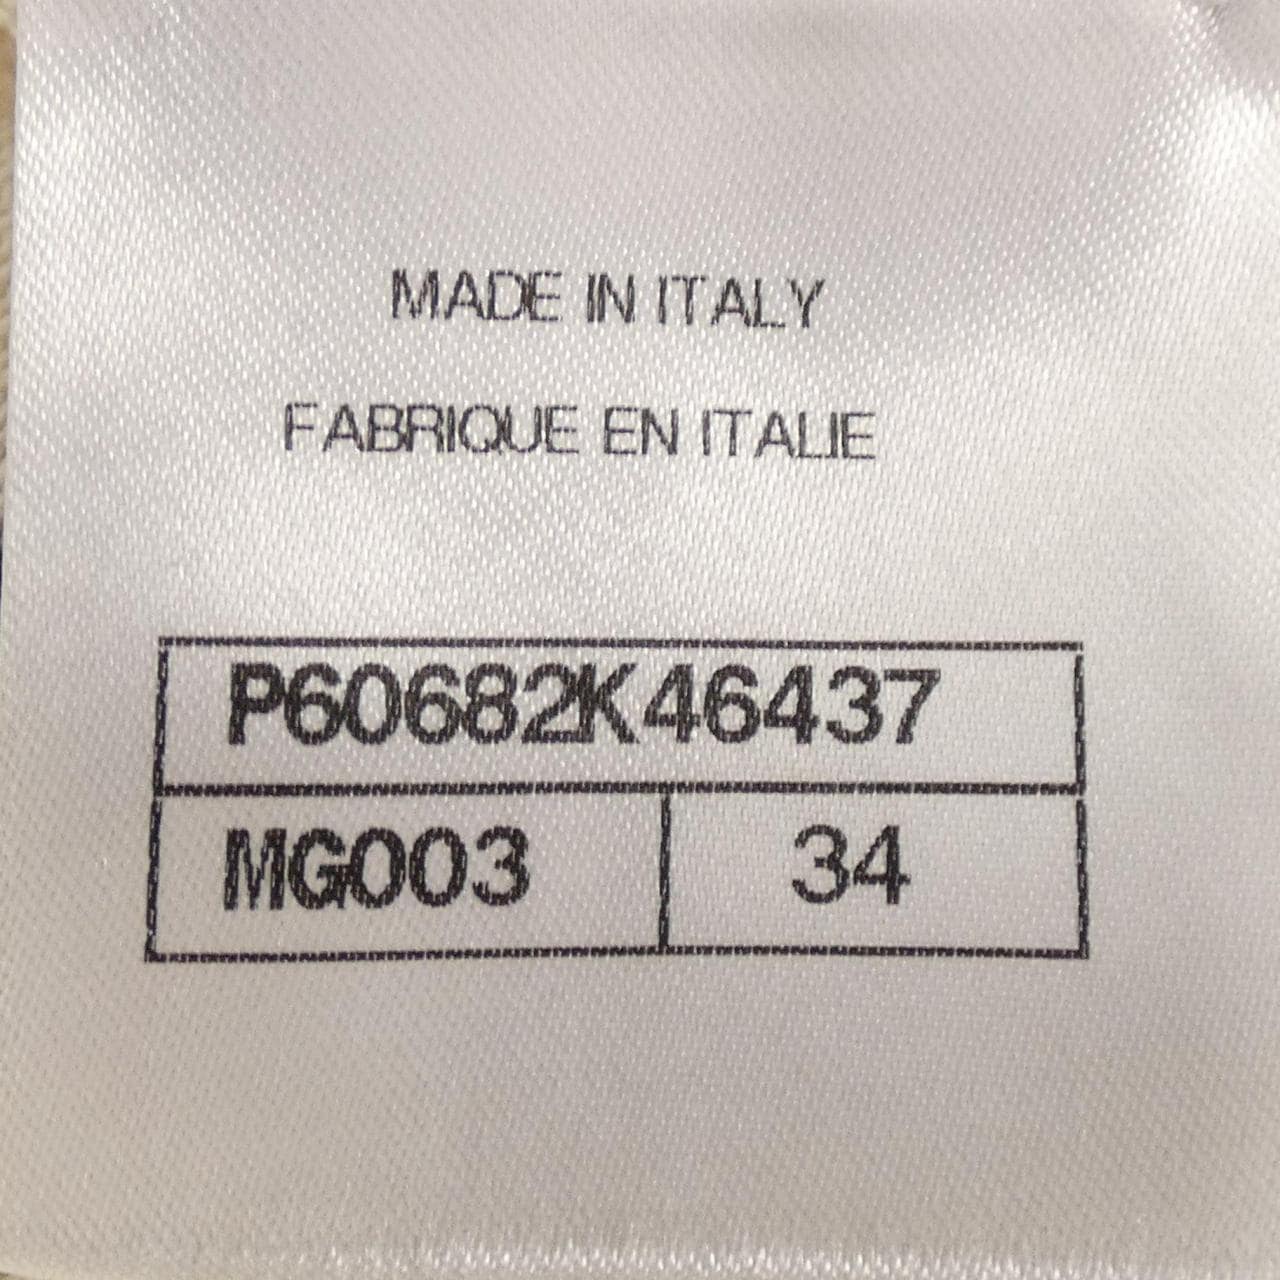 MADE IN ITALY
FABRIQUE EN ITALIE
P60682K46437
MG003 34